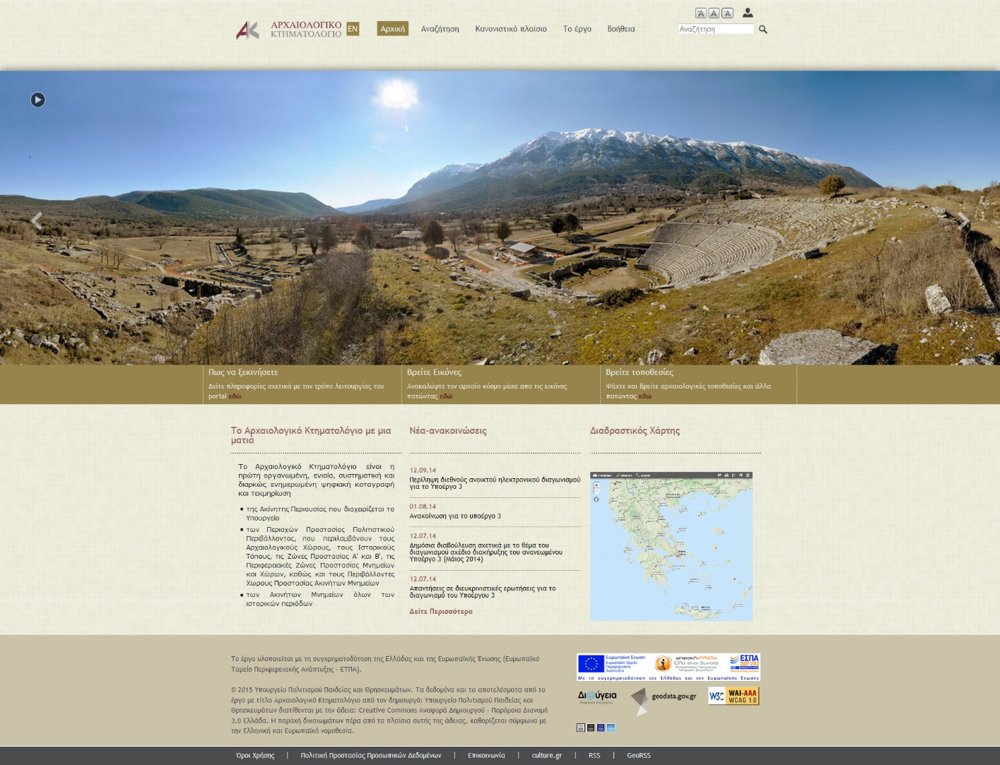 ΑΡΧΑΙΟΛΟΓΙΚΟ
ΚΤΗΜΑΤΟΛΟΓΙΟ
EN
Αρχική
Αναζήτηση
Κανονιστικό πλαίσιο
Το έργο
Βοήθεια
Αναζήτηση
Πως να ξεκινήσετε
Δείτε πληροφορίες σχετικά με τον τρόπο λειτουργίας του
portal εδώ
Βρείτε Εικόνες
Ανακαλύψτε τον αρχαίο κόσμο μέσα απο τις εικόνες
πατώντας εδώ
Βρείτε τοποθεσίες
Ψάχτε και βρείτε αρχαιολογικές τοποθεσίες και άλλα
πατώντας εδώ
Το Αρχαιολογικό Κτηματολόγιο με μια
ματιά
Το Αρχαιολογικό Κτηματολόγιο είναι η
πρώτη οργανωμένη, ενιαία, συστηματική και
διαρκώς ενημερωμένη ψηφιακή καταγραφή
και τεκμηρίωση
της Ακίνητης Περιουσίας που διαχειρίζεται το
Υπουργείο
των Περιοχών Προστασίας Πολιτιστικού
Περιβάλλοντος, που περιλαμβάνουν τους
Αρχαιολογικούς Χώρους, τους Ιστορικούς
Τόπους, τις Ζώνες Προστασίας Α' και Β', τις
Περιφερειακές Ζώνες Προστασίας Μνημείων
και Χώρων, καθώς και τους Περιβάλλοντες
Χωρους Προστασίας Ακινήτων Μνημείων
των Ακινήτων Μνημείων όλων των
ιστορικών περιόδων
Νέα-ανακοινώσεις
12.09.14
Περίληψη διεθνούς ανοικτού ηλεκτρονικού διαγωνισμού
για το Υποέργο 3
01.08.14
Ανακοίνωση για το υποέργο 3
12.07.14
Δημόσια διαβούλευση σχετικά με το θέμα του
διαγωνισμού σχέδιο διακήρυξης του ανανεωμένου
Υποέργο 3 (Μάιος 2014)
12.07.14
Απαντήσεις σε διευκρινιστικές ερωτήσεις για το
διαγωνισμό του Υποέργου 3
Δείτε Περισσότερα
Διαδραστικός Χάρτης
Το έργο υλοποιείται με τη συγχρηματοδότηση της Ελλάδας και της Ευρωπαϊκής Ένωσης (Ευρωπαϊκό
Ταμείο Περιφερειακής Ανάπτυξης - ΕΤΠΑ).
© 2015 Υπουργείο Πολιτισμού Παιδείας και Θρησκευμάτων. Τα δεδομένα και τα αποτελέσματα από το
έργο με τίτλο Αρχαιολογικό Κτηματολόγιο από τον δημιουργό: Υπουργείο Πολιτισμού Παιδείας και
Θρησκευμάτων διατίθενται με την άδεια: Creative Commons Αναφορά Δημιουργού - Παρόμοια Διανομή
3.0 Ελλάδα. Η παροχή δικαιωμάτων πέρα από τα πλαίσια αυτής της άδειας, καθορίζεται σύμφωνα με
την Ελληνική και Ευρωπαϊκή νομοθεσία.
Ευρωπαϊκή Ένωση
Ευρωπαϊκό Ταμείο
Περιφερειακής
Ανάπτυξης
ψηφιακή ελλάδα
Όλα είναι δυνατά
ΕΣΠΑ
2007-2013
Με τη συγχρηματοδότηση της Ελλάδας και της Ευρωπαϊκής Ένωσης
Δι@ύγεια
geodata.gov.gr
W3C WAI-AAA
WCAG 1.0
Όροι Χρήσης | Πολιτική Προστασίας Προσωπικών Δεδομένων | Επικοινωνία | culture.gr | RSS | GeoRSS